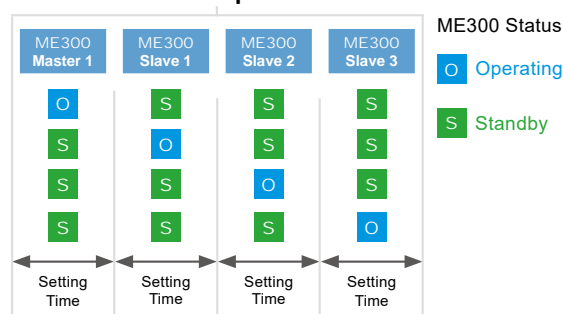 ME300 ME300 ME300 ME300
Master 1 Slave 1 Slave 2 Slave 3
O S S S
S O S S
S S O S
S S S O
Setting Setting Setting Setting
Time Time Time Time
ME300 Status
O Operating
S Standby